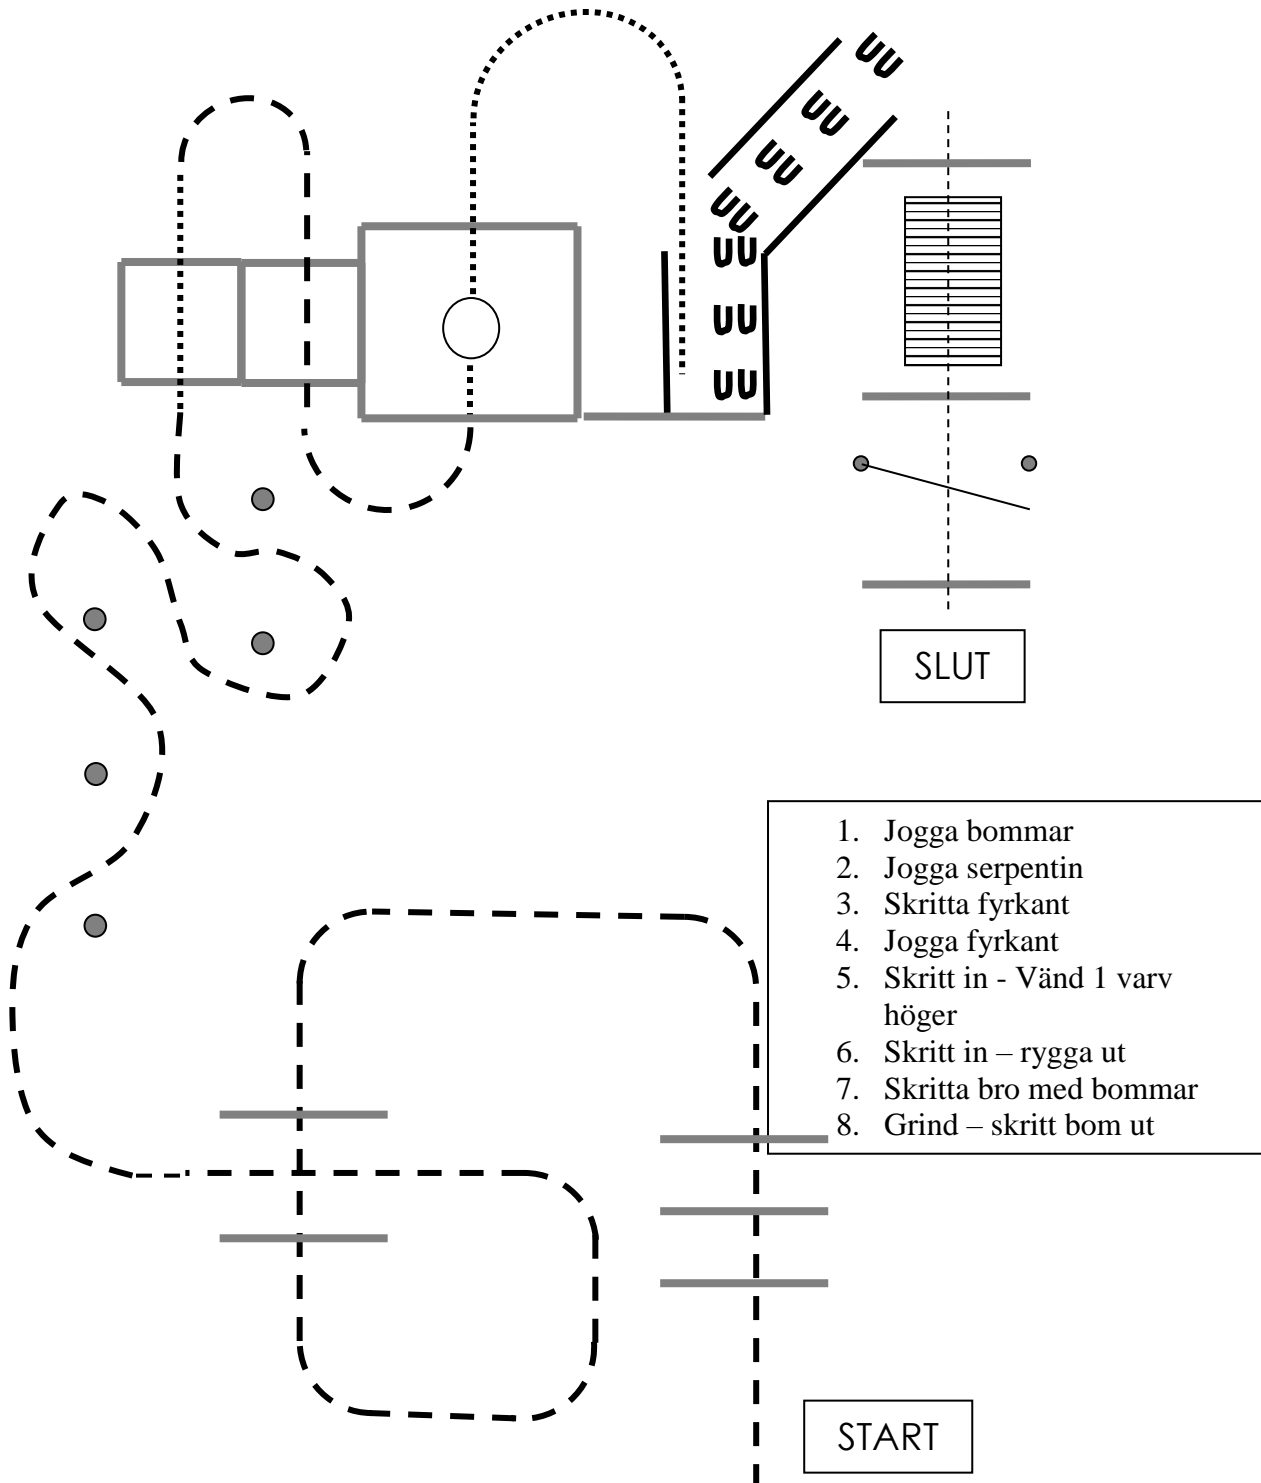 SLUT
1. Jogga bommar
2. Jogga serpentin
3. Skritta fyrkant
4. Jogga fyrkant
5. Skritt in - Vänd 1 varv
höger
6. Skritt in – rygga ut
7. Skritta bro med bommar
8. Grind – skritt bom ut
START